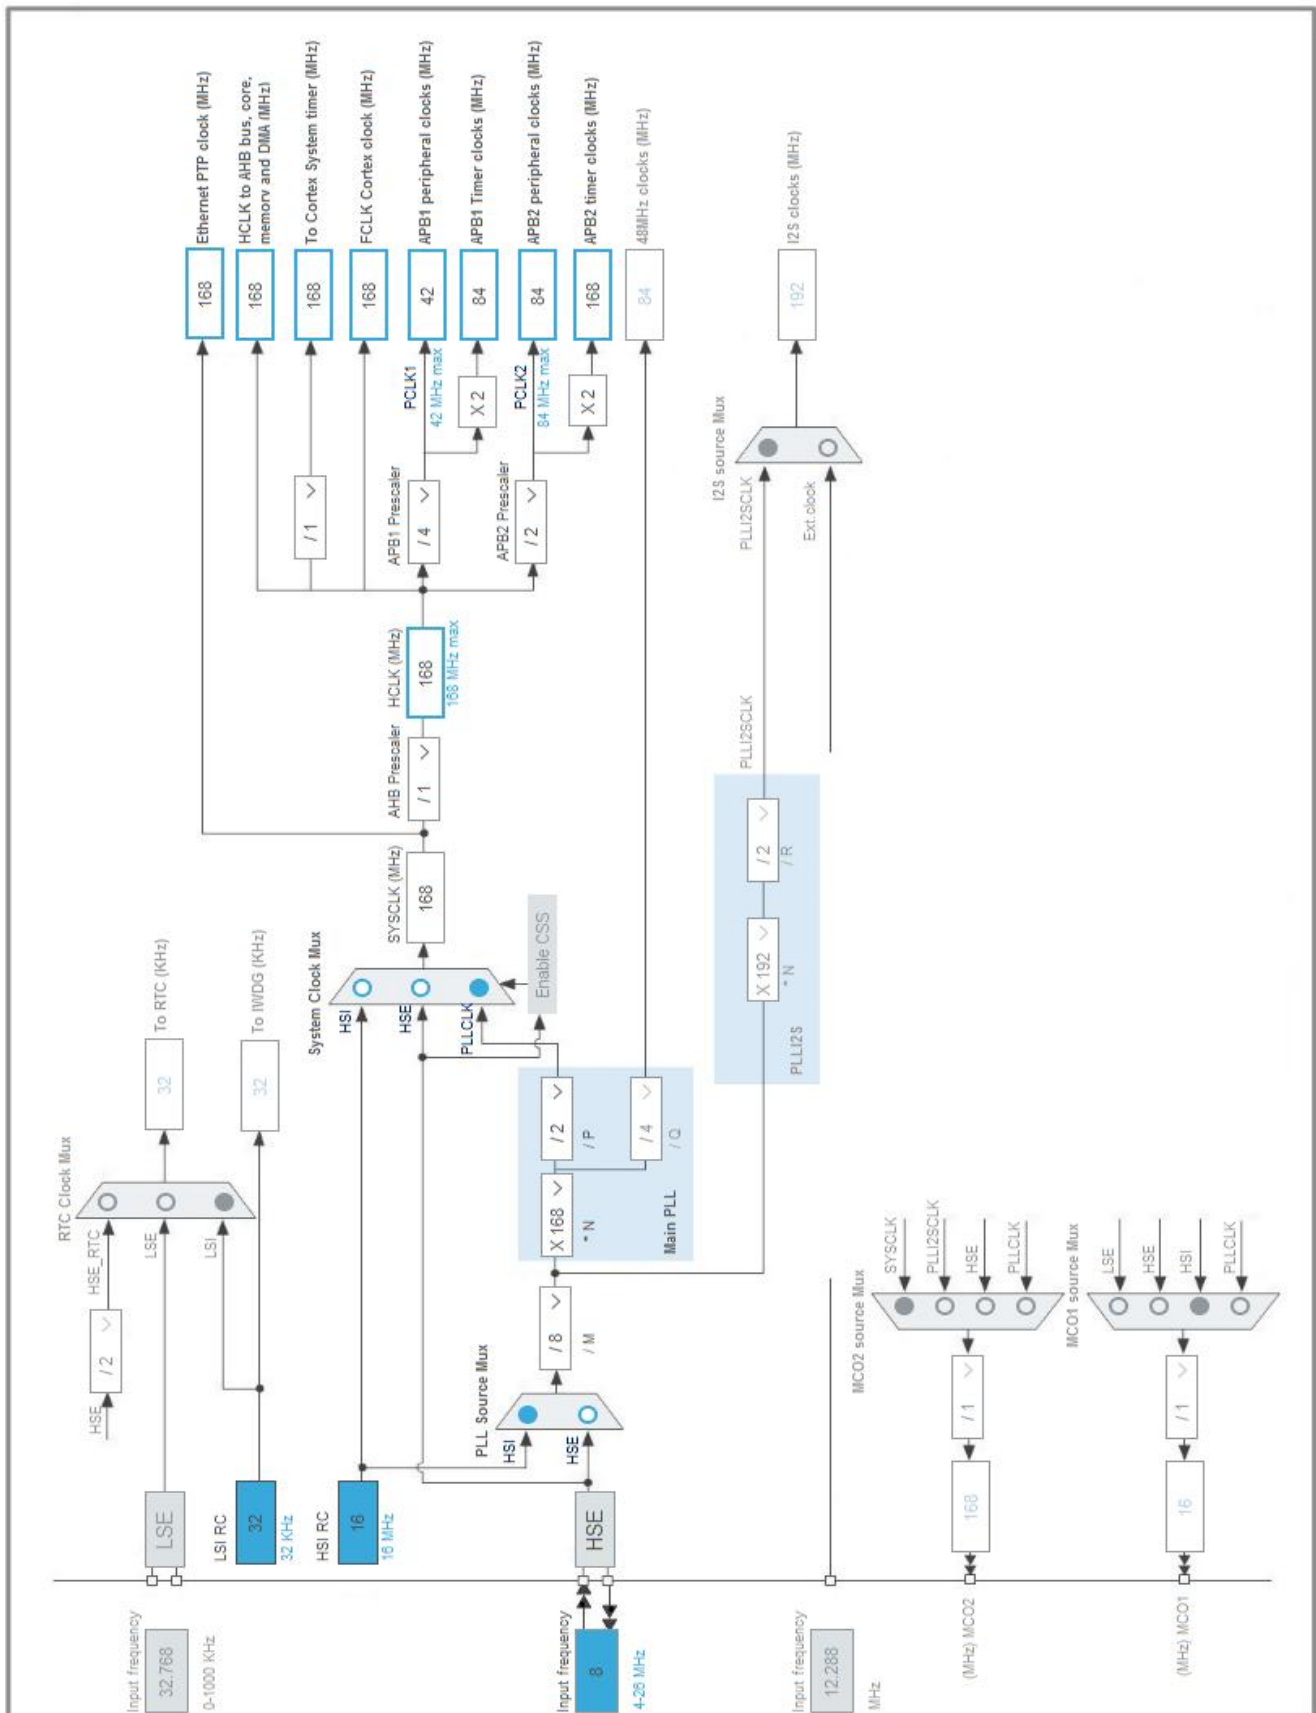 RTC Clock Mux
HSE
/ 2
HSE_RTC
LSE
LSI
32
To RTC (KHz)
Input frequency
32.768
0-1000 KHz
LSE
LSI RC
32
32 KHz
32
To IWDG (KHz)
HSI RC
16
16 MHz
System Clock Mux
HSI
HSE
PLLCLK
Enable CSS
SYSCLK (MHz)
168
AHB Prescaler
/ 1
HCLK (MHz)
168
168 MHz max
168
Ethernet PTP clock (MHz)
168
HCLK to AHB bus, core,
memory and DMA (MHz)
/ 1
168
To Cortex System timer (MHz)
168
FCLK Cortex clock (MHz)
APB1 Prescaler
/ 4
PCLK1
42 MHz max
42
APB1 peripheral clocks (MHz)
X 2
84
APB1 Timer clocks (MHz)
APB2 Prescaler
/ 2
PCLK2
84 MHz max
84
APB2 peripheral clocks (MHz)
X 2
168
APB2 timer clocks (MHz)
84
48MHz clocks (MHz)
Input frequency
8
4-26 MHz
HSE
PLL Source Mux
HSI
HSE
/ 8
/ M
X 168
* N
/ 2
/ P
/ 4
/ Q
Main PLL
X 192
* N
/ 2
/ R
PLLI2S
PLLI2SCLK
I2S source Mux
PLLI2SCLK
Ext.clock
192
I2S clocks (MHz)
Input frequency
12.288
MHz
MCO2 source Mux
SYSCLK
PLLI2SCLK
HSE
PLLCLK
/ 1
168
(MHz) MCO2
MCO1 source Mux
LSE
HSE
HSI
PLLCLK
/ 1
16
(MHz) MCO1